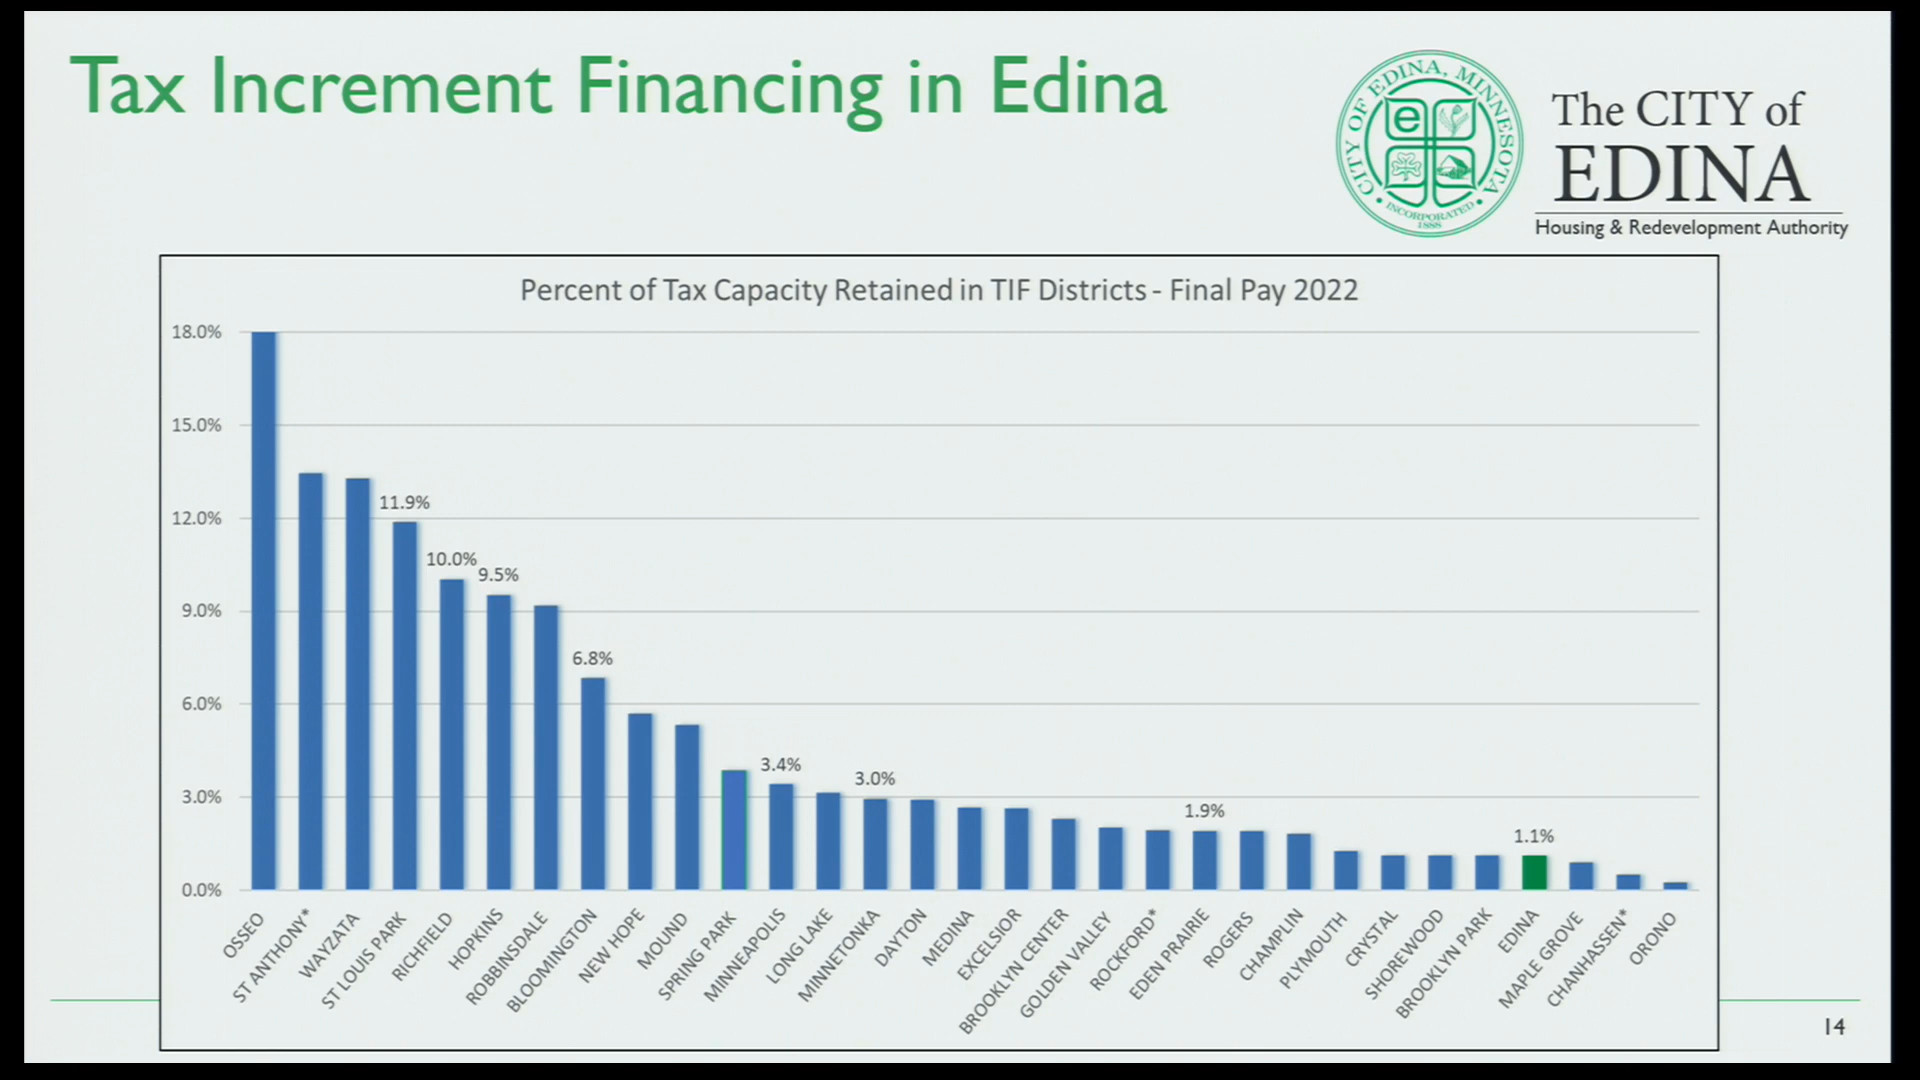 Tax Increment Financing in Edina
CITY OF EDINA, MINNESOTA
e
• INCORPORATED •
1888
The CITY of
EDINA
Housing & Redevelopment Authority
Percent of Tax Capacity Retained in TIF Districts - Final Pay 2022
18.0%
15.0%
12.0%
9.0%
6.0%
3.0%
0.0%
11.9%
10.0%
9.5%
6.8%
3.4%
3.0%
1.9%
1.1%
OSSEO
ST ANTHONY*
WAYZATA
ST LOUIS PARK
RICHFIELD
HOPKINS
ROBBINSDALE
BLOOMINGTON
NEW HOPE
MOUND
SPRING PARK
MINNEAPOLIS
LONG LAKE
MINNETONKA
DAYTON
MEDINA
EXCELSIOR
BROOKLYN CENTER
GOLDEN VALLEY
ROCKFORD*
EDEN PRAIRIE
ROGERS
CHAMPLIN
PLYMOUTH
CRYSTAL
SHOREWOOD
BROOKLYN PARK
EDINA
MAPLE GROVE
CHANHASSEN*
ORONO
14